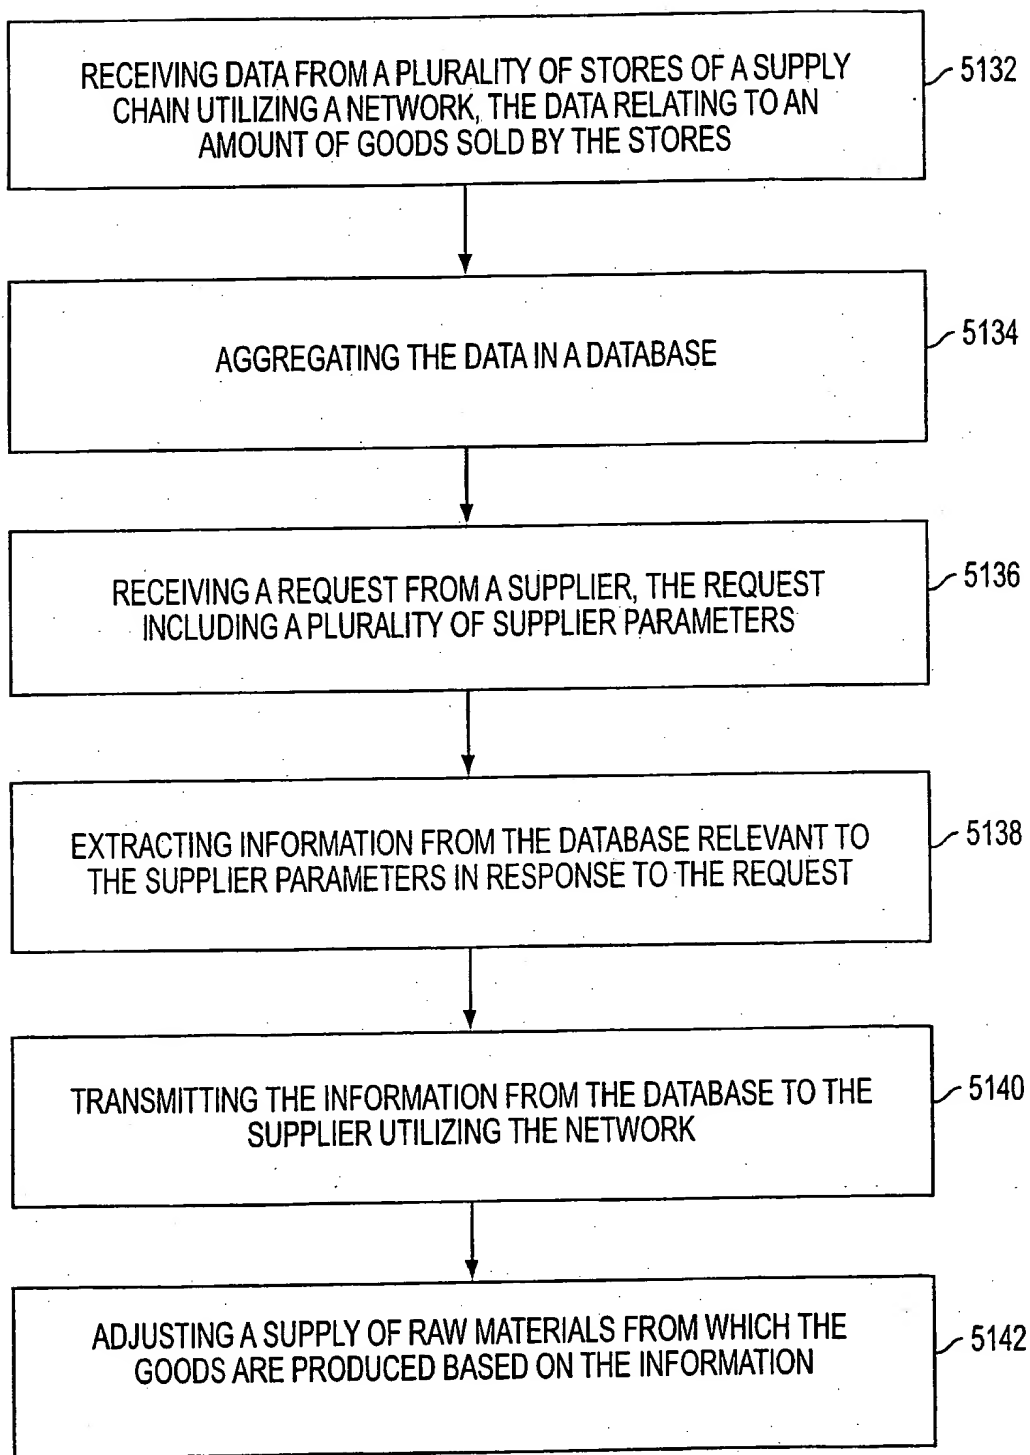 RECEIVING DATA FROM A PLURALITY OF STORES OF A SUPPLY
CHAIN UTILIZING A NETWORK, THE DATA RELATING TO AN
AMOUNT OF GOODS SOLD BY THE STORES
5132
AGGREGATING THE DATA IN A DATABASE
5134
RECEIVING A REQUEST FROM A SUPPLIER, THE REQUEST
INCLUDING A PLURALITY OF SUPPLIER PARAMETERS
5136
EXTRACTING INFORMATION FROM THE DATABASE RELEVANT TO
THE SUPPLIER PARAMETERS IN RESPONSE TO THE REQUEST
5138
TRANSMITTING THE INFORMATION FROM THE DATABASE TO THE
SUPPLIER UTILIZING THE NETWORK
5140
ADJUSTING A SUPPLY OF RAW MATERIALS FROM WHICH THE
GOODS ARE PRODUCED BASED ON THE INFORMATION
5142